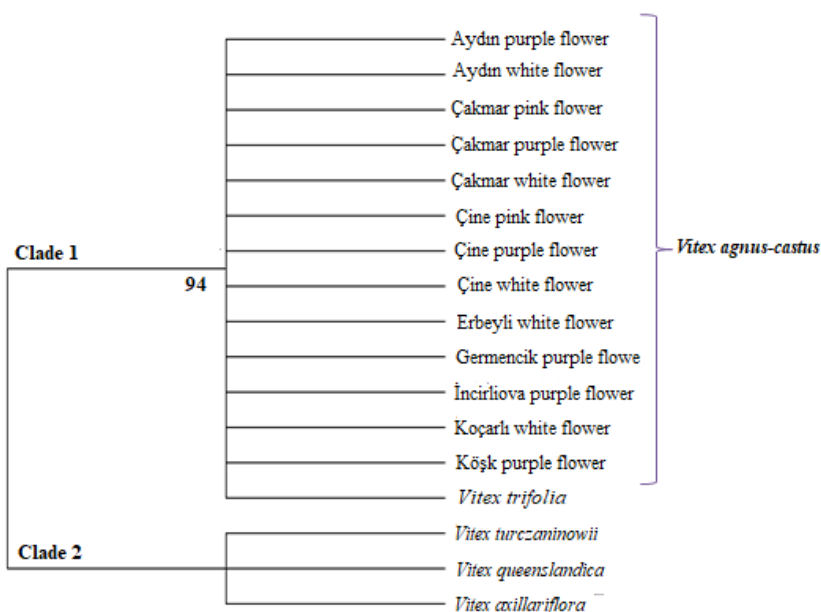 Aydın purple flower
Aydın white flower
Çakmar pink flower
Çakmar purple flower
Çakmar white flower
Çine pink flower
Clade 1
Çine purple flower
Vitex agnus-castus
94
Çine white flower
Erbeyli white flower
Germencik purple flowe
İncirliova purple flower
Koçarlı white flower
Köşk purple flower
Vitex trifolia
Vitex turczaninowii
Clade 2
Vitex queenslandica
Vitex axillariflora